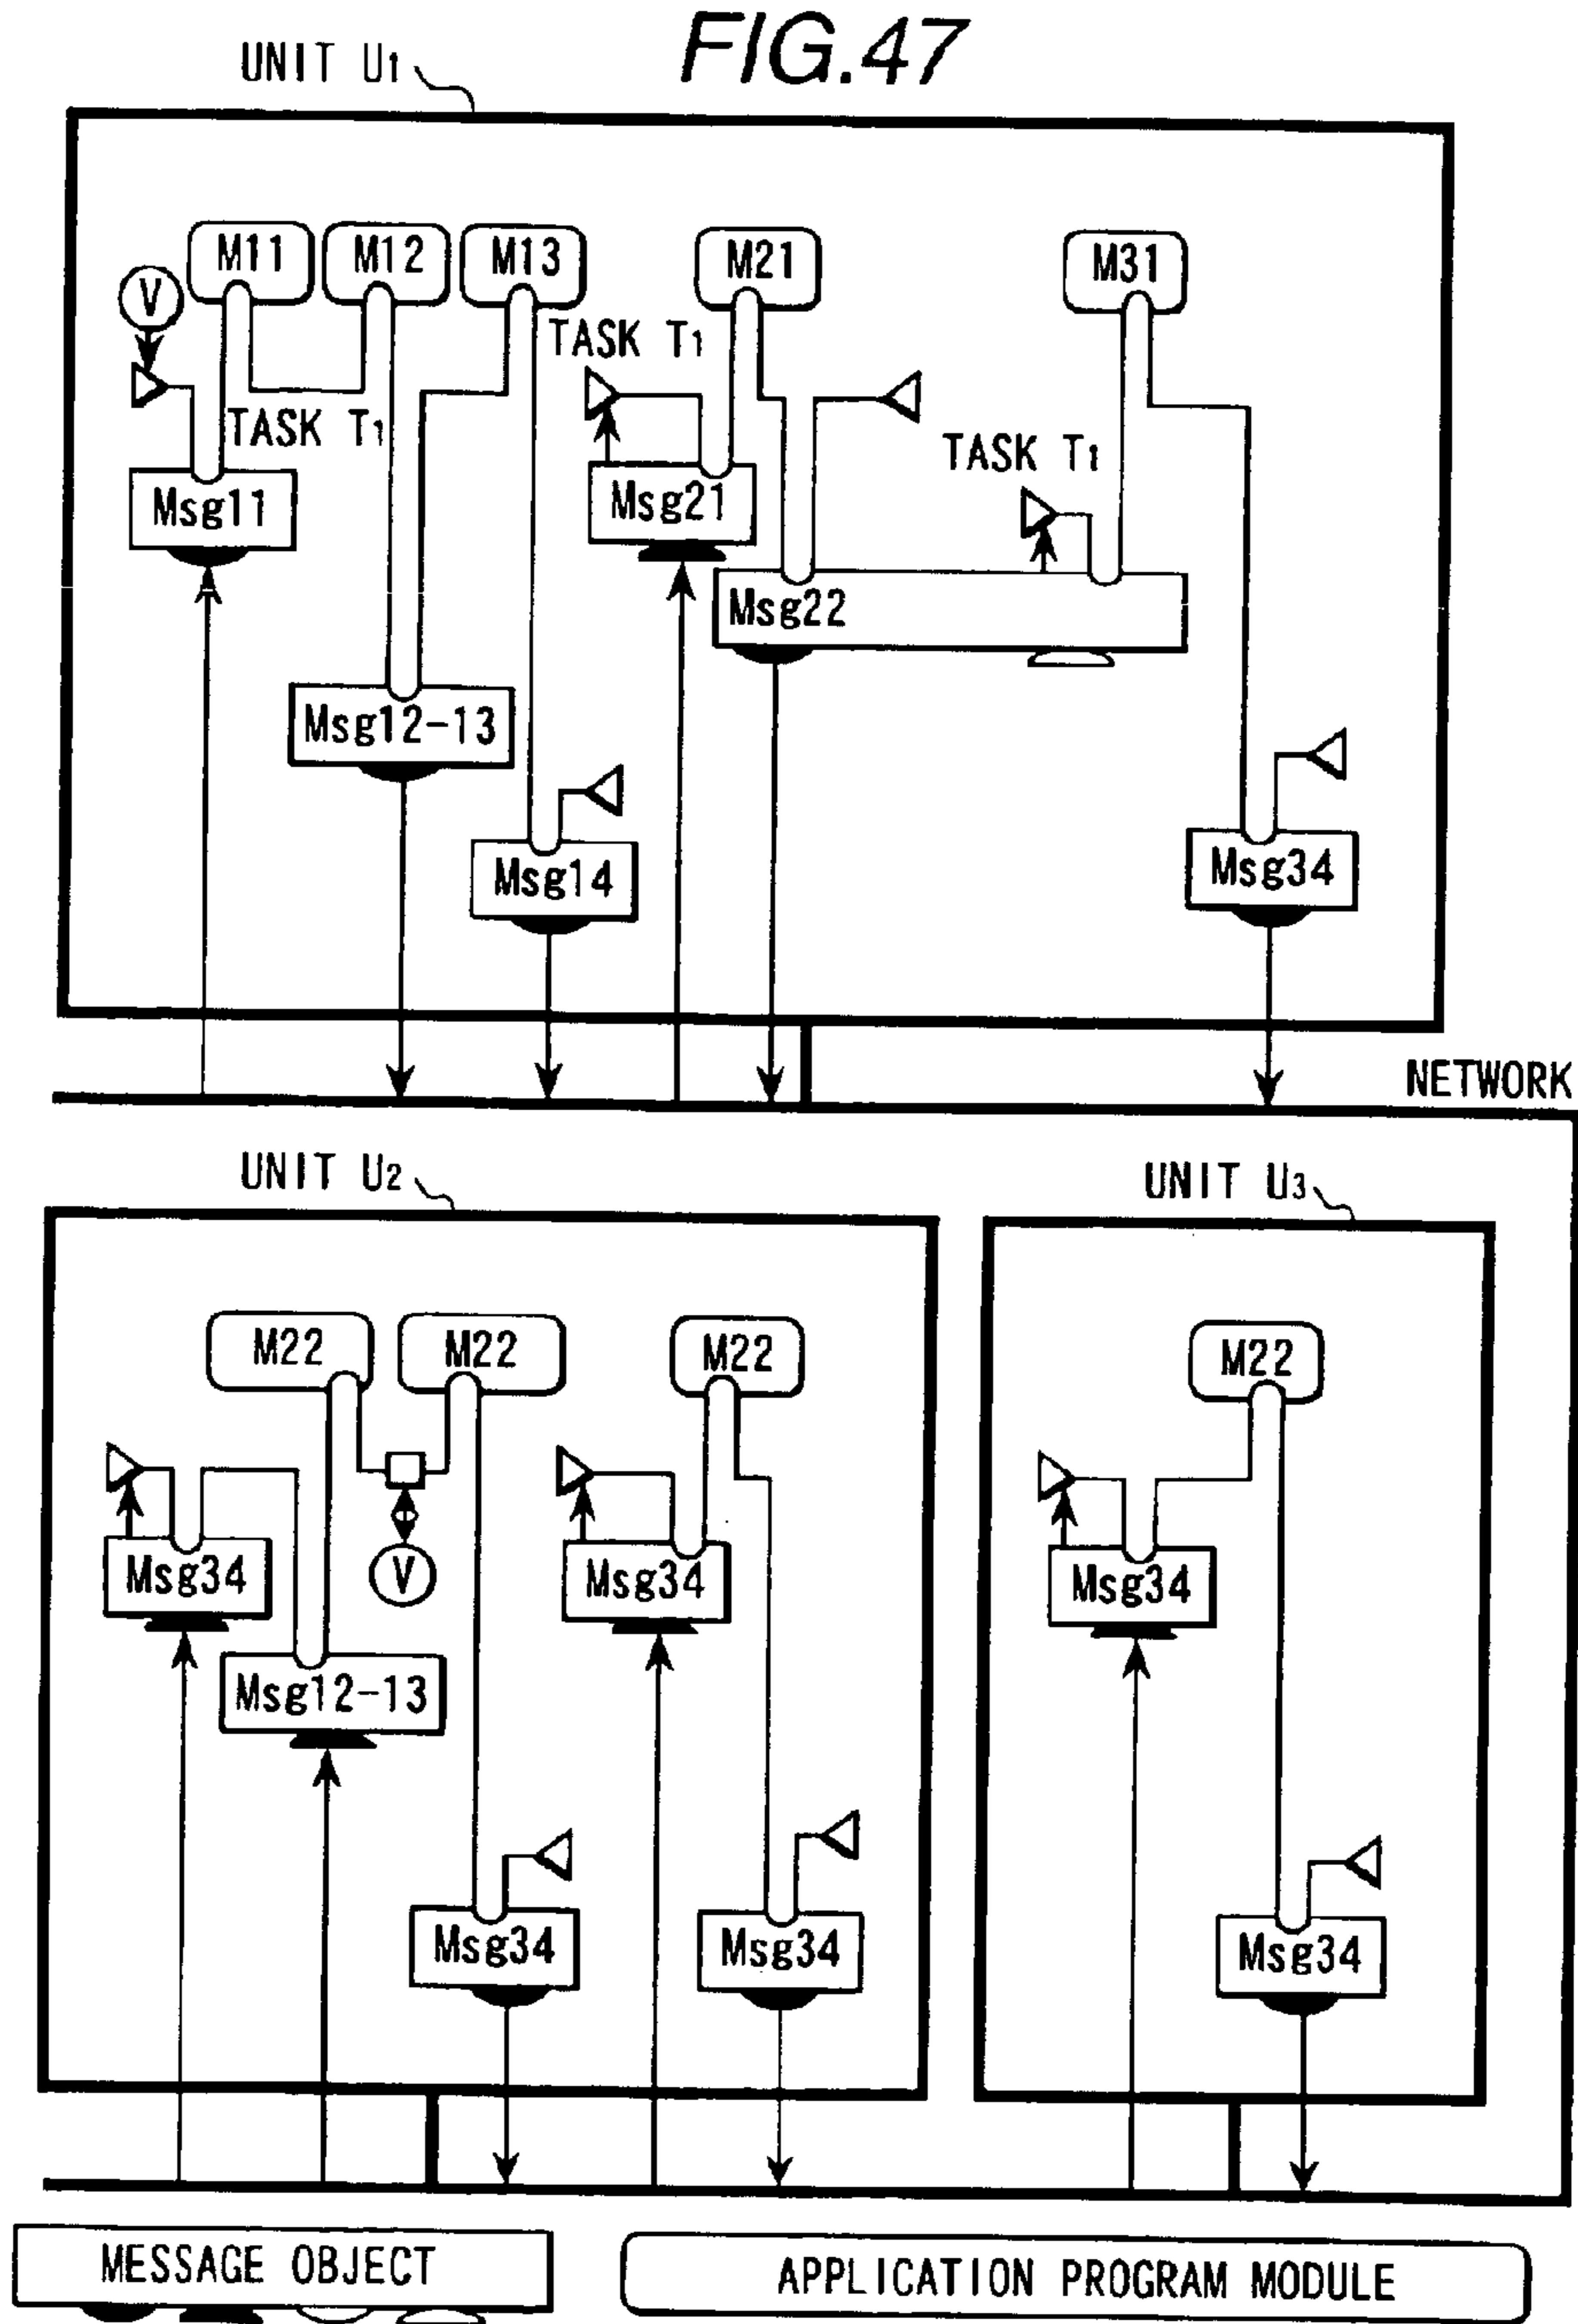 FIG.47
UNIT U1
M11
M12
M13
M21
M31
V
TASK T1
TASK T1
TASK T1
Msg11
Msg21
Msg22
Msg12-13
Msg14
Msg34
NETWORK
UNIT U2
UNIT U3
M22
M22
M22
M22
Msg34
V
Msg34
Msg34
Msg12-13
Msg34
Msg34
Msg34
MESSAGE OBJECT
APPLICATION PROGRAM MODULE